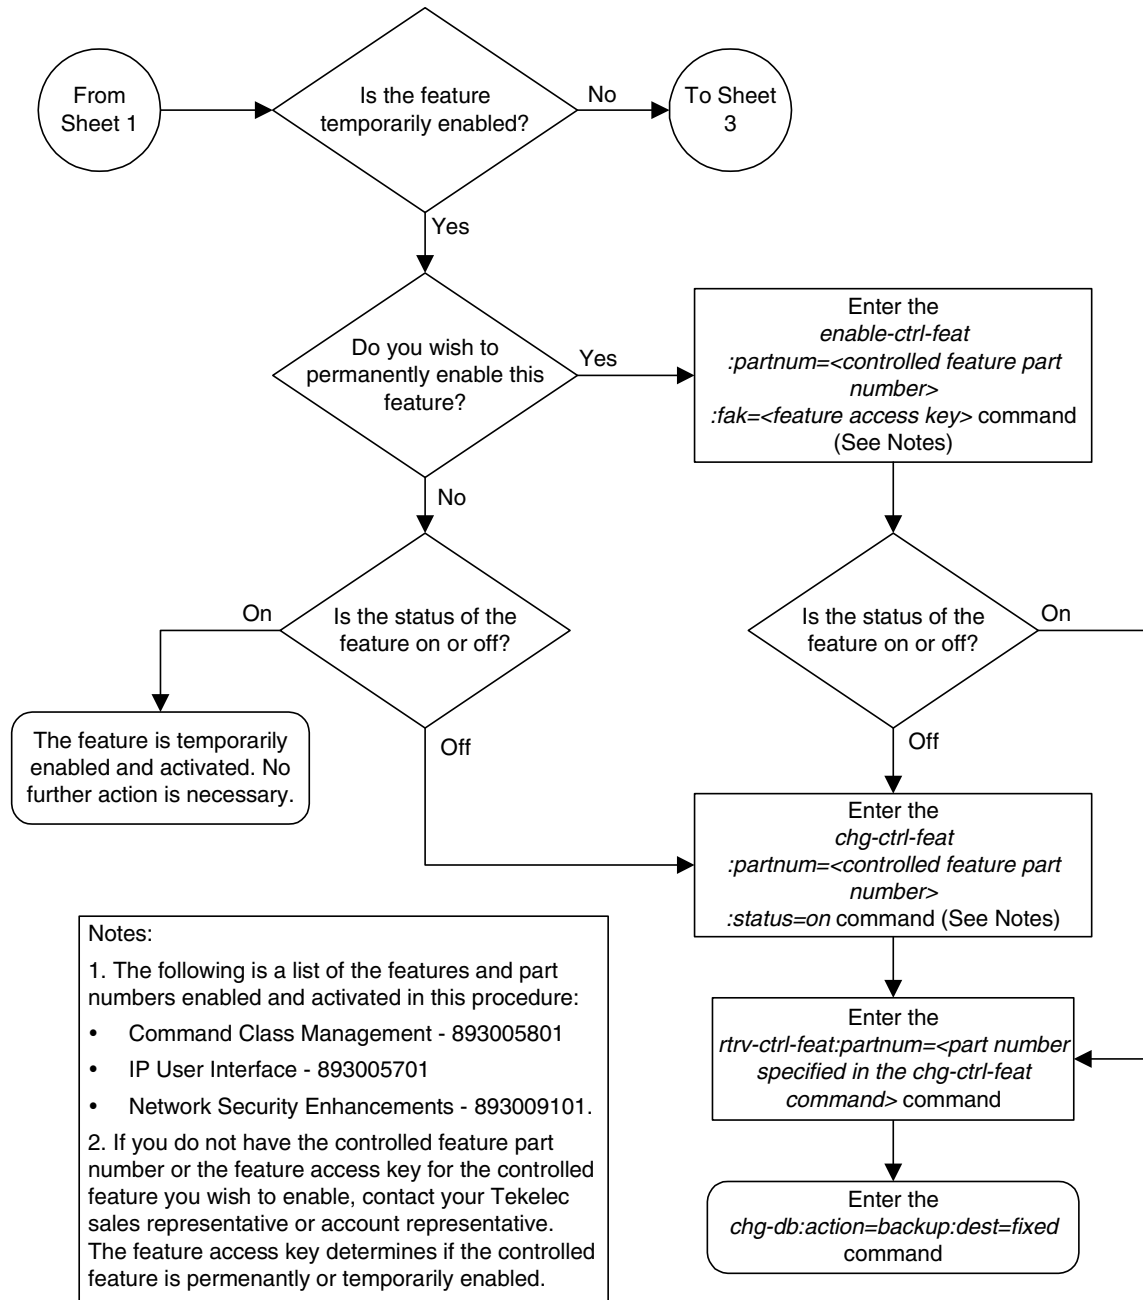 From
Sheet 1
Is the feature
temporarily enabled?
No
To Sheet
3
Yes
Do you wish to
permanently enable this
feature?
Yes
Enter the
enable-ctrl-feat
:partnum=<controlled feature part
number>
:fak=<feature access key> command
(See Notes)
No
Is the status of the
feature on or off?
On
Is the status of the
feature on or off?
On
The feature is temporarily
enabled and activated. No
further action is necessary.
Off
Off
Enter the
chg-ctrl-feat
:partnum=<controlled feature part
number>
:status=on command (See Notes)
Notes:
1. The following is a list of the features and part
numbers enabled and activated in this procedure:
• Command Class Management - 893005801
• IP User Interface - 893005701
• Network Security Enhancements - 893009101.
2. If you do not have the controlled feature part
number or the feature access key for the controlled
feature you wish to enable, contact your Tekelec
sales representative or account representative.
The feature access key determines if the controlled
feature is permenantly or temporarily enabled.
Enter the
rtrv-ctrl-feat:partnum=<part number
specified in the chg-ctrl-feat
command> command
Enter the
chg-db:action=backup:dest=fixed
command